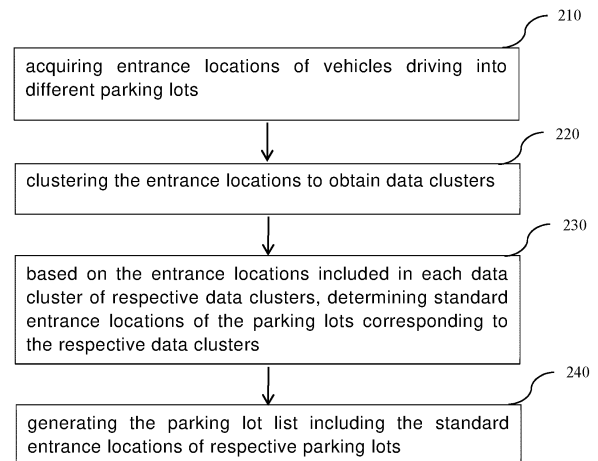 210
acquiring entrance locations of vehicles driving into
different parking lots
220
clustering the entrance locations to obtain data clusters
230
based on the entrance locations included in each data
cluster of respective data clusters, determining standard
entrance locations of the parking lots corresponding to
the respective data clusters
240
generating the parking lot list including the standard
entrance locations of respective parking lots